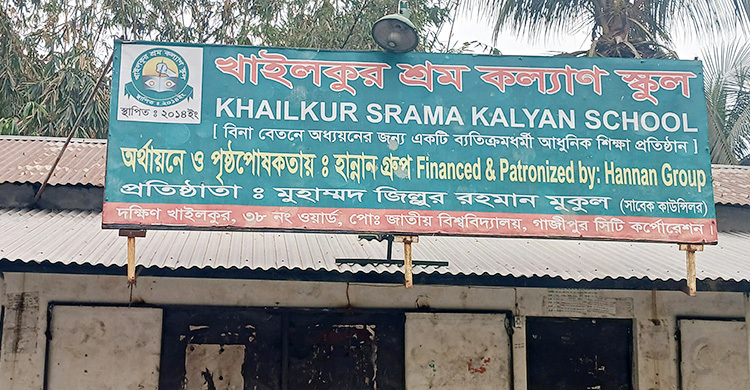 খাইলকুর শ্রম কল্যাণ স্কুল
স্থাপিত : ২০১৪ইং
KHAILKUR SRAMA KALYAN SCHOOL
[ বিনা বেতনে অধ্যয়নের জন্য একটি ব্যতিক্রমধর্মী আধুনিক শিক্ষা প্রতিষ্ঠান ]
অর্থায়নে ও পৃষ্ঠপোষকতায় : হান্নান গ্রুপ Financed & Patronized by: Hannan Group
প্রতিষ্ঠাতা : মুহাম্মদ জিল্লুর রহমান মুকুল (সাবেক কাউন্সিলর)
দক্ষিণ খাইলকুর, ৩৮ নং ওয়ার্ড, পোঃ জাতীয় বিশ্ববিদ্যালয়, গাজীপুর সিটি কর্পোরেশন।